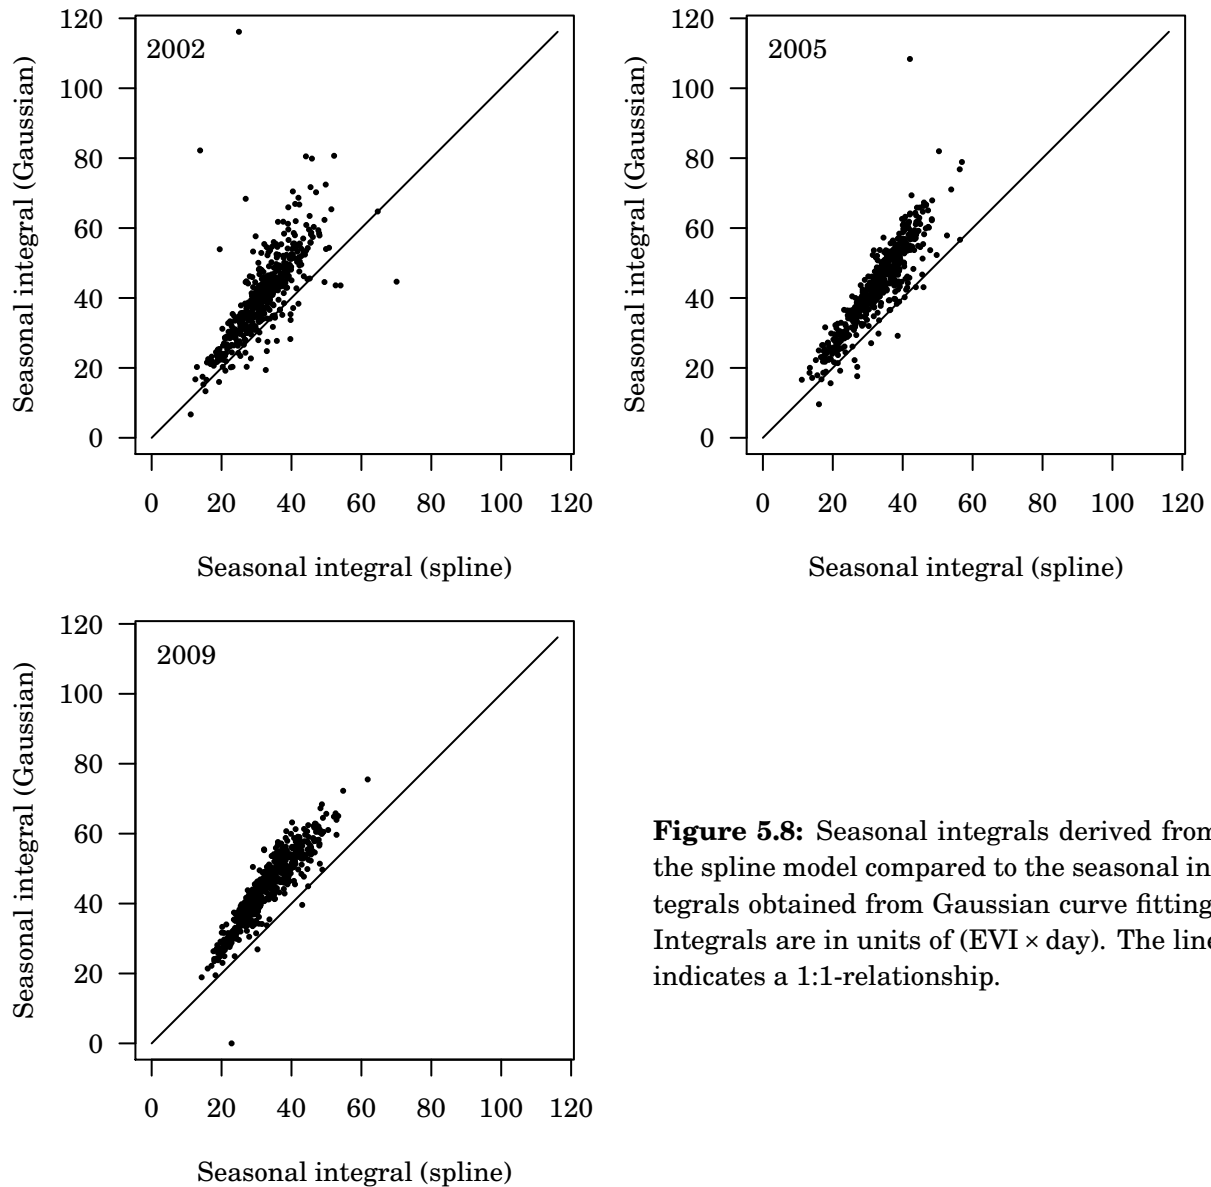 2002
120
100
80
60
40
20
0
Seasonal integral (Gaussian)
0 20 40 60 80 100 120
Seasonal integral (spline)
2005
120
100
80
60
40
20
0
Seasonal integral (Gaussian)
0 20 40 60 80 100 120
Seasonal integral (spline)
2009
120
100
80
60
40
20
0
Seasonal integral (Gaussian)
0 20 40 60 80 100 120
Seasonal integral (spline)
Figure 5.8: Seasonal integrals derived from
the spline model compared to the seasonal in
tegrals obtained from Gaussian curve fitting
Integrals are in units of (EVI × day). The line
indicates a 1:1-relationship.